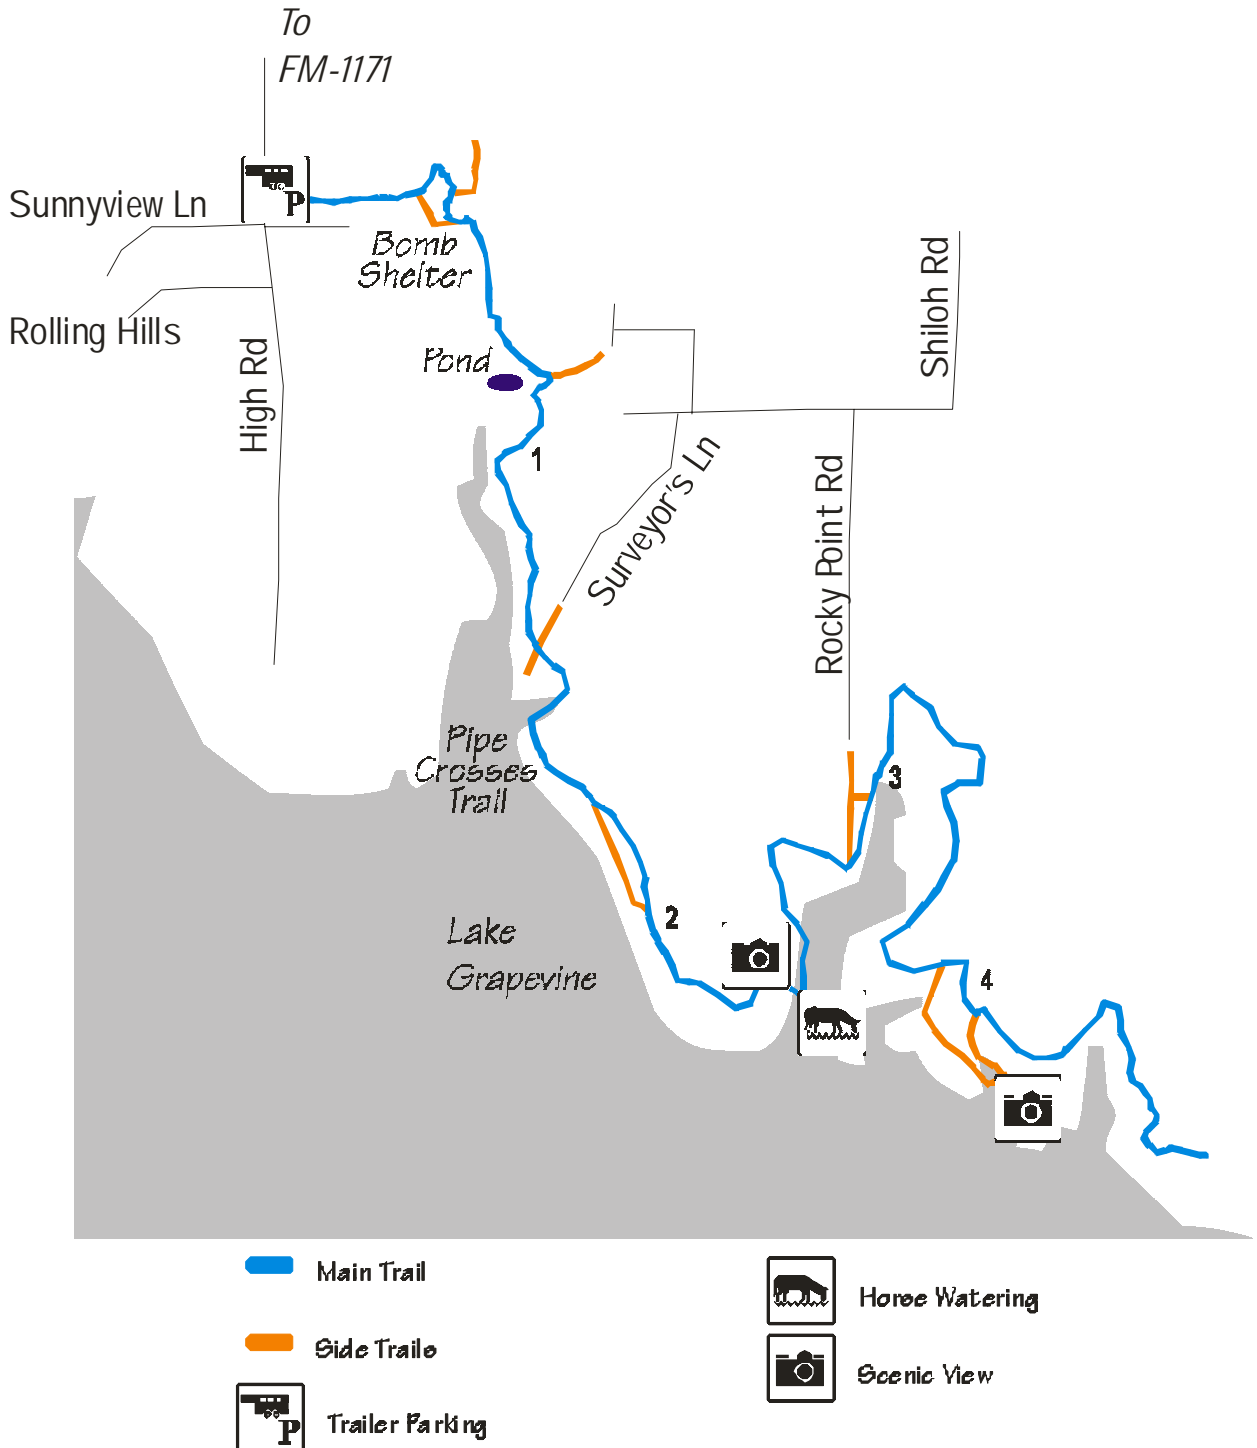 To
FM-1171
P
Sunnyview Ln
Bomb
Shelter
Rolling Hills
High Rd
Pond
Shiloh Rd
1
Surveyor's Ln
Rocky Point Rd
Pipe
Crosses
Trail
3
2
Lake
Grapevine
4
Main Trail
Horse Watering
Side Trails
Scenic View
P
Trailer Parking